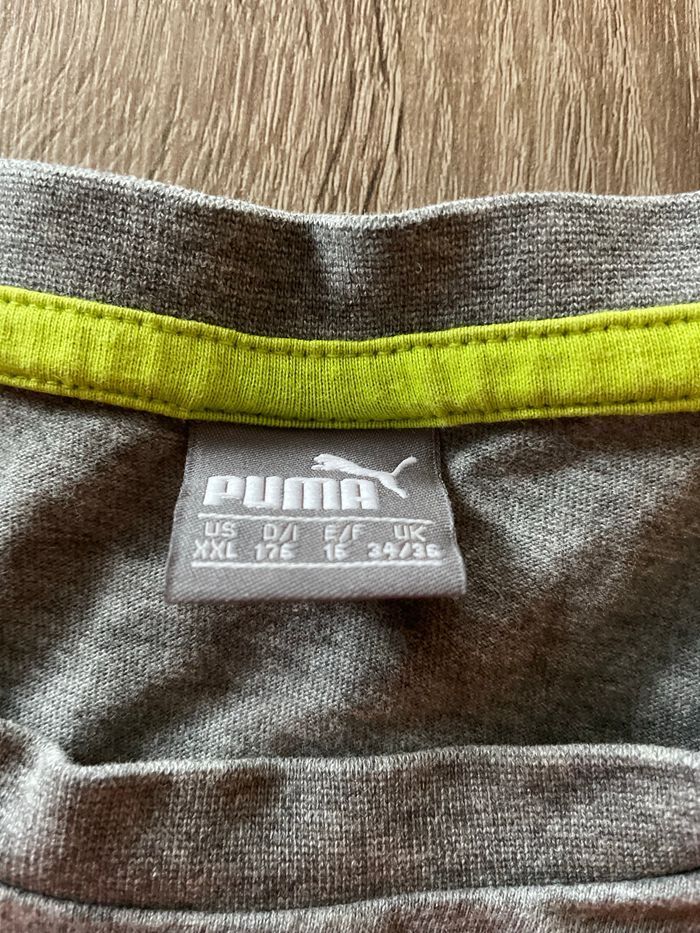 PUMA
US D/I E/F UK
XXL 176 16 34/36